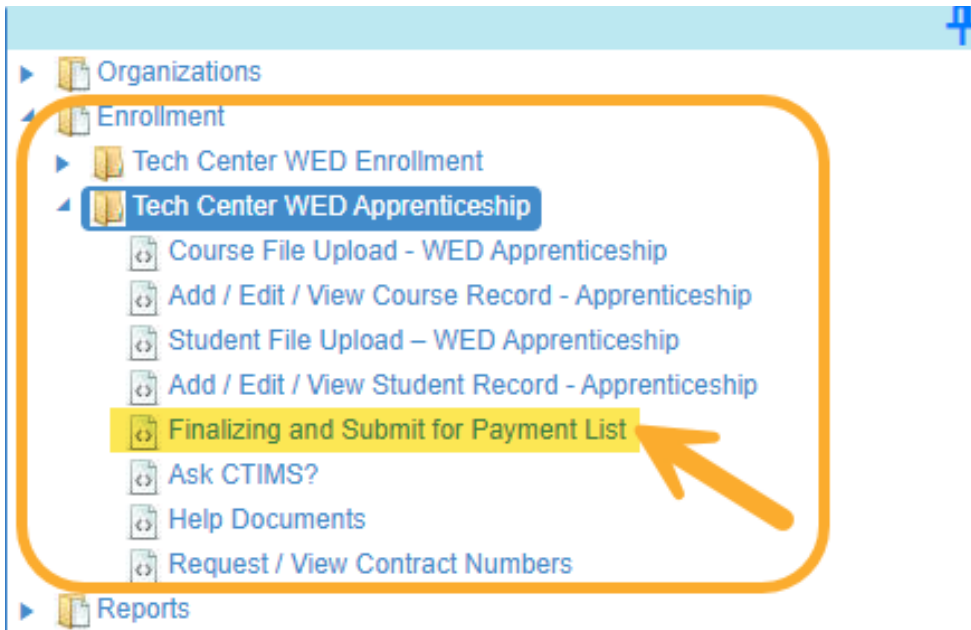 Organizations
Enrollment
Tech Center WED Enrollment
Tech Center WED Apprenticeship
Course File Upload - WED Apprenticeship
Add / Edit / View Course Record - Apprenticeship
Student File Upload – WED Apprenticeship
Add / Edit / View Student Record - Apprenticeship
Finalizing and Submit for Payment List
Ask CTIMS?
Help Documents
Request / View Contract Numbers
Reports